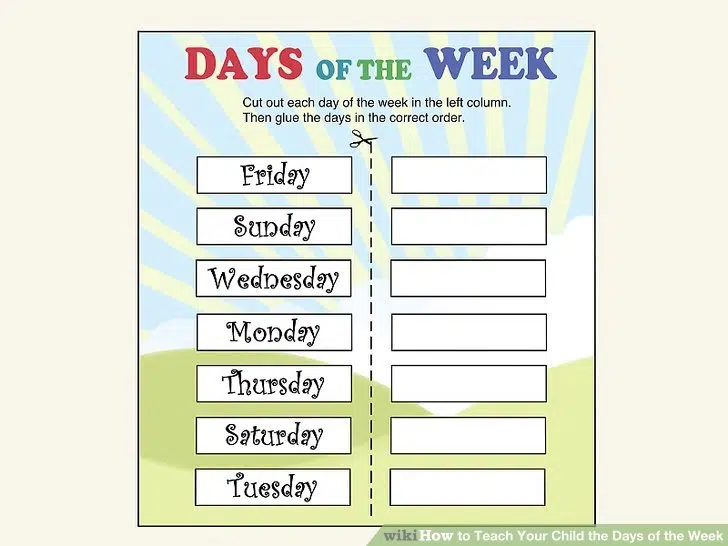 DAYS OF THE WEEK
Cut out each day of the week in the left column.
Then glue the days in the correct order.
Friday
Sunday
Wednesday
Monday
Thursday
Saturday
Tuesday
wikiHow to Teach Your Child the Days of the Week